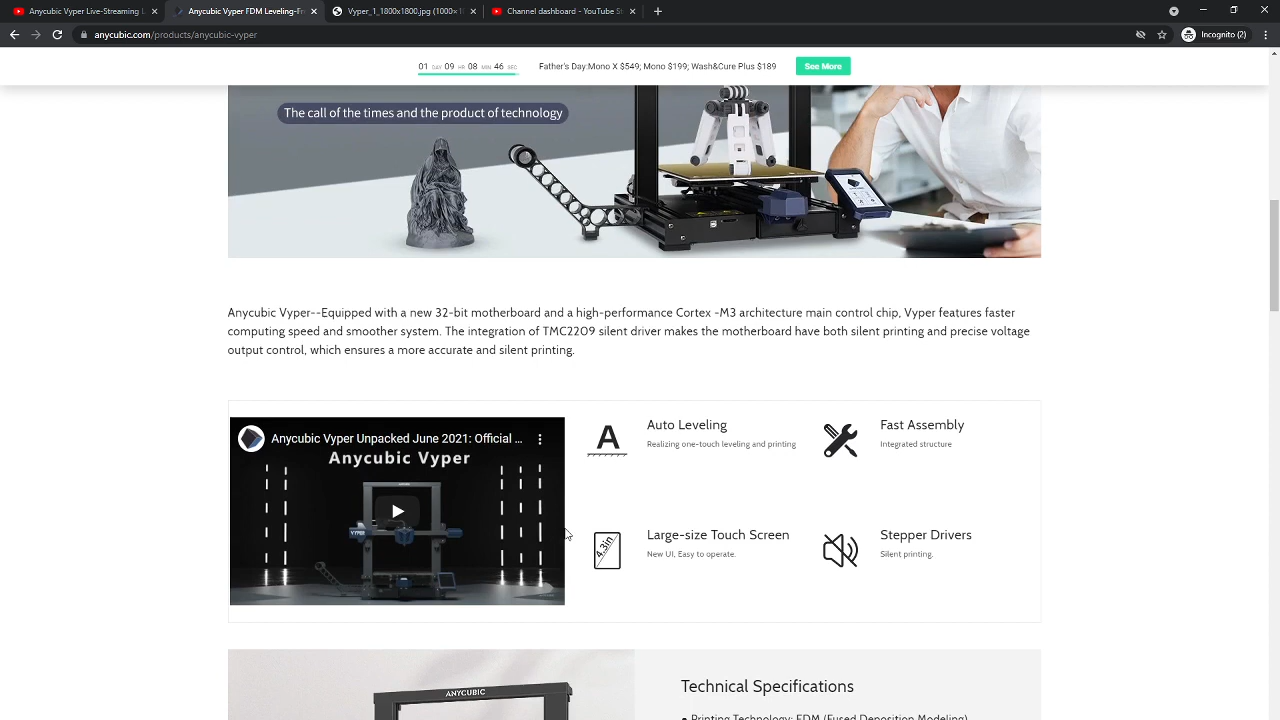 Anycubic Vyper Live-Streaming L
Anycubic Vyper FDM Leveling-Fre
Vyper_1_1800x1800.jpg (1000×1
Channel dashboard - YouTube St
anycubic.com/products/anycubic-vyper
Incognito (2)
01 DAY 09 HR 08 MIN 46 SEC
Father's Day:Mono X $549; Mono $199; Wash&Cure Plus $189
See More
The call of the times and the product of technology
Anycubic Vyper--Equipped with a new 32-bit motherboard and a high-performance Cortex -M3 architecture main control chip, Vyper features faster
computing speed and smoother system. The integration of TMC2209 silent driver makes the motherboard have both silent printing and precise voltage
output control, which ensures a more accurate and silent printing.
Anycubic Vyper Unpacked June 2021: Official ...
Anycubic Vyper
VYPER
Auto Leveling
Realizing one-touch leveling and printing
Fast Assembly
Integrated structure
4.3in
Large-size Touch Screen
New UI, Easy to operate.
Stepper Drivers
Silent printing.
ANYCUBIC
Technical Specifications
● Printing Technology: FDM (Fused Deposition Modeling)